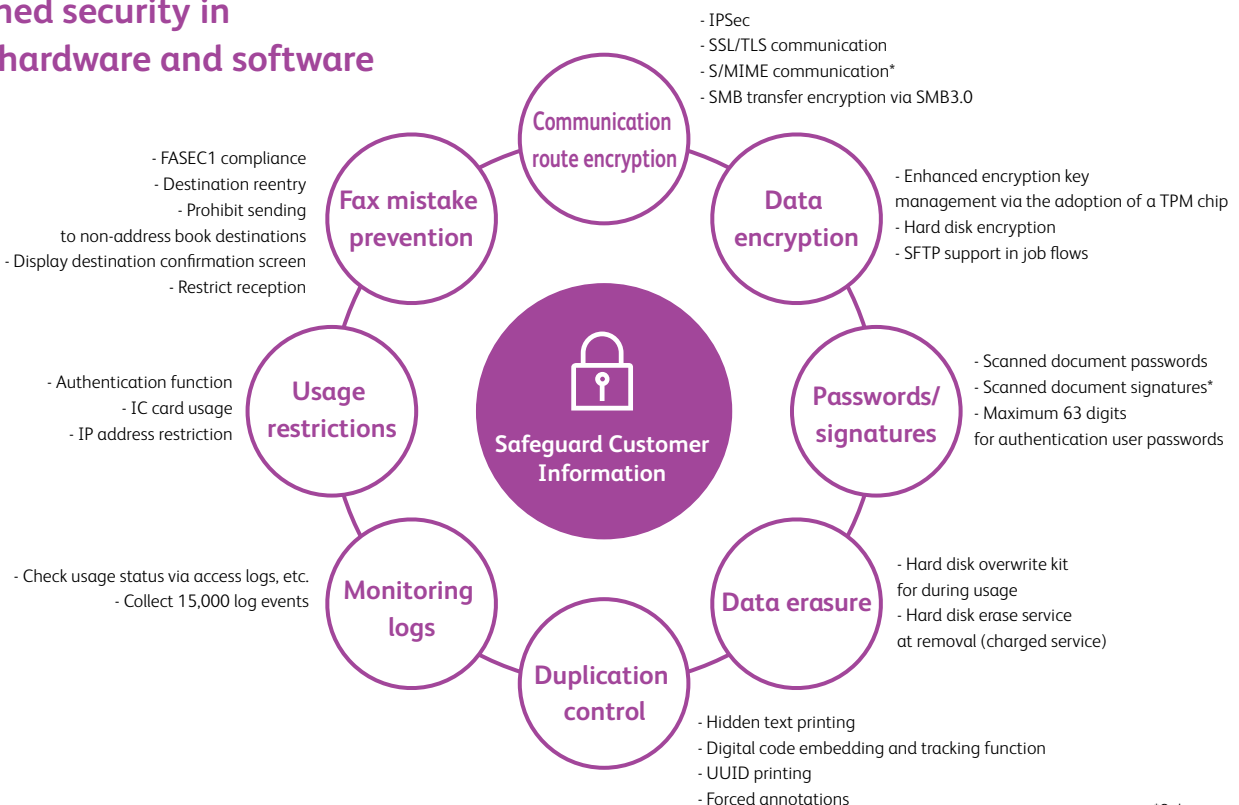 hardware and software
- IPSec
- SSL/TLS communication
- S/MIME communication*
- SMB transfer encryption via SMB3.0
Communication
route encryption
- FASEC1 compliance
- Destination reentry
- Prohibit sending
to non-address book destinations
- Display destination confirmation screen
- Restrict reception
Fax mistake
prevention
Data
encryption
- Enhanced encryption key
management via the adoption of a TPM chip
- Hard disk encryption
- SFTP support in job flows
- Authentication function
- IC card usage
- IP address restriction
Usage
restrictions
Safeguard Customer
Information
Passwords/
signatures
- Scanned document passwords
- Scanned document signatures*
- Maximum 63 digits
for authentication user passwords
- Check usage status via access logs, etc.
- Collect 15,000 log events
Monitoring
logs
Data erasure
- Hard disk overwrite kit
for during usage
- Hard disk erase service
at removal (charged service)
Duplication
control
- Hidden text printing
- Digital code embedding and tracking function
- UUID printing
- Forced annotations